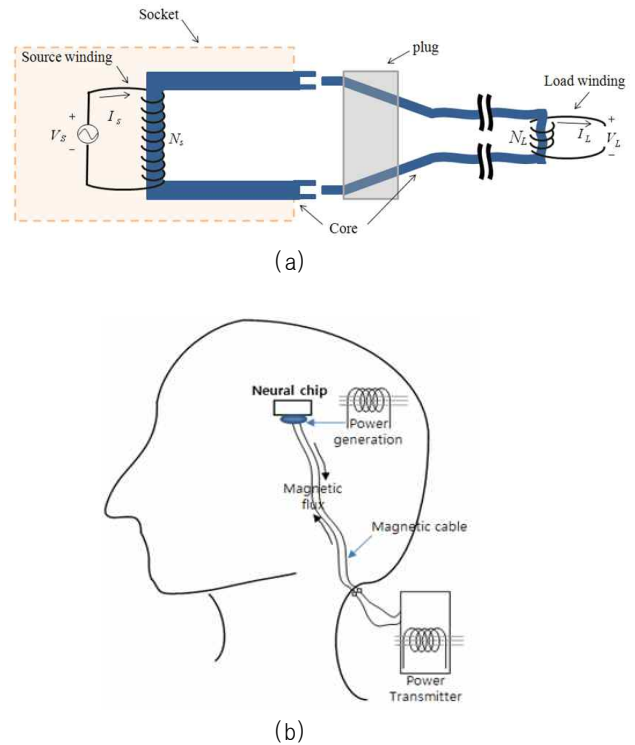 Socket
Source winding
plug
Load winding
+
I_s
V_S
−
N_s
+
I_L
N_L
V_L
−
Core
(a)
Neural chip
Power
generation
Magnetic
flux
Magnetic cable
Power
Transmitter
(b)